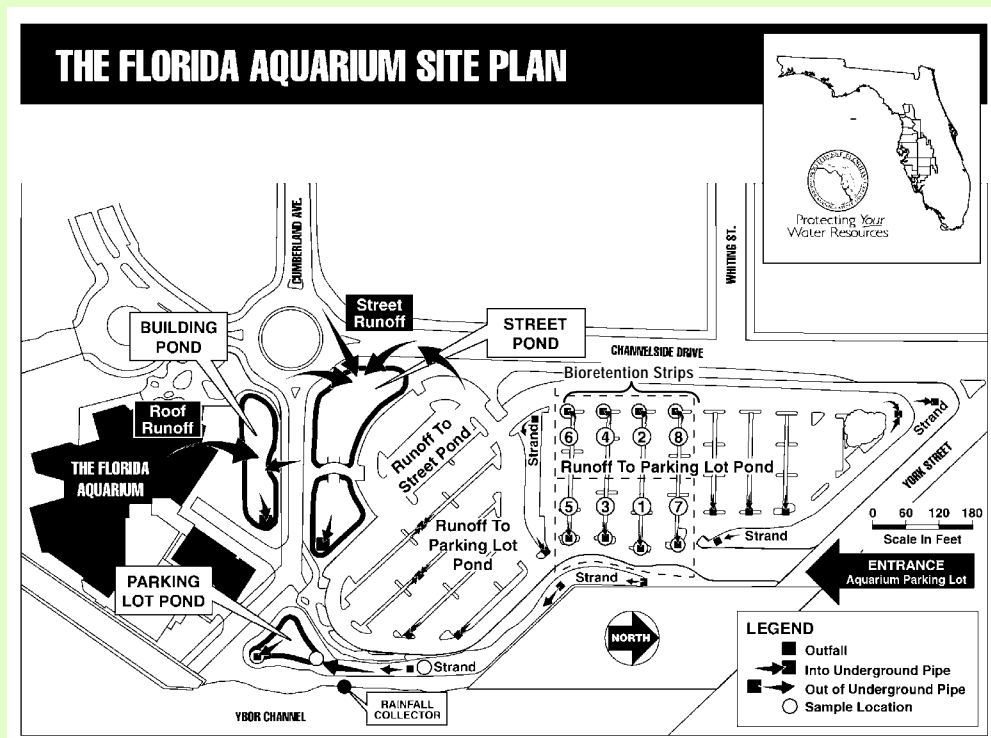 THE FLORIDA AQUARIUM SITE PLAN
Protecting Your
Water Resources
CUMBERLAND AVE.
WHITING ST.
Street
Runoff
BUILDING
POND
STREET
POND
CHANNELSIDE DRIVE
Bioretention Strips
Roof
Runoff
THE FLORIDA
AQUARIUM
Runoff To
Street Pond
Strand
6
4
2
8
Strand
Runoff To Parking Lot Pond
YORK STREET
Runoff To
Parking Lot
Pond
5
3
1
7
0 60 120 180
Scale In Feet
Strand
ENTRANCE
Aquarium Parking Lot
PARKING
LOT POND
Strand
NORTH
Strand
LEGEND
Outfall
Into Underground Pipe
Out of Underground Pipe
Sample Location
RAINFALL
COLLECTOR
YBOR CHANNEL